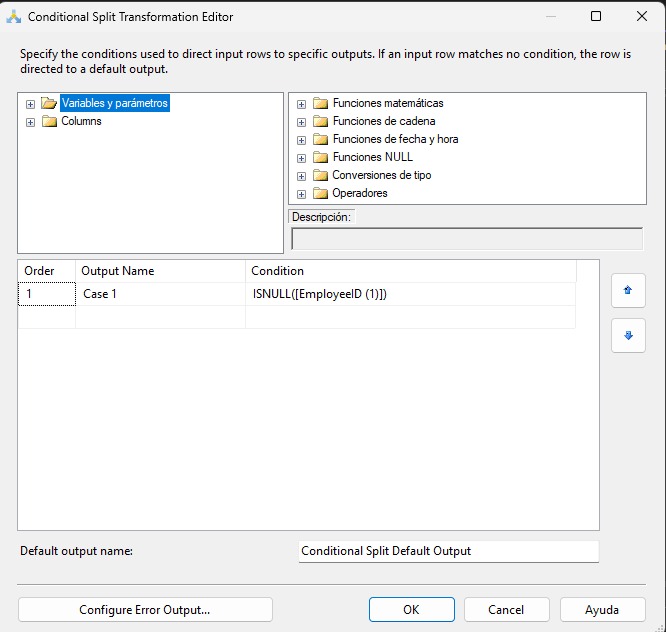 Conditional Split Transformation Editor
Specify the conditions used to direct input rows to specific outputs. If an input row matches no condition, the row is
directed to a default output.
Variables y parámetros
Columns
Funciones matemáticas
Funciones de cadena
Funciones de fecha y hora
Funciones NULL
Conversiones de tipo
Operadores
Descripción:
Order Output Name Condition
1 Case 1 ISNULL([EmployeeID (1)])
Default output name: Conditional Split Default Output
Configure Error Output... OK Cancel Ayuda